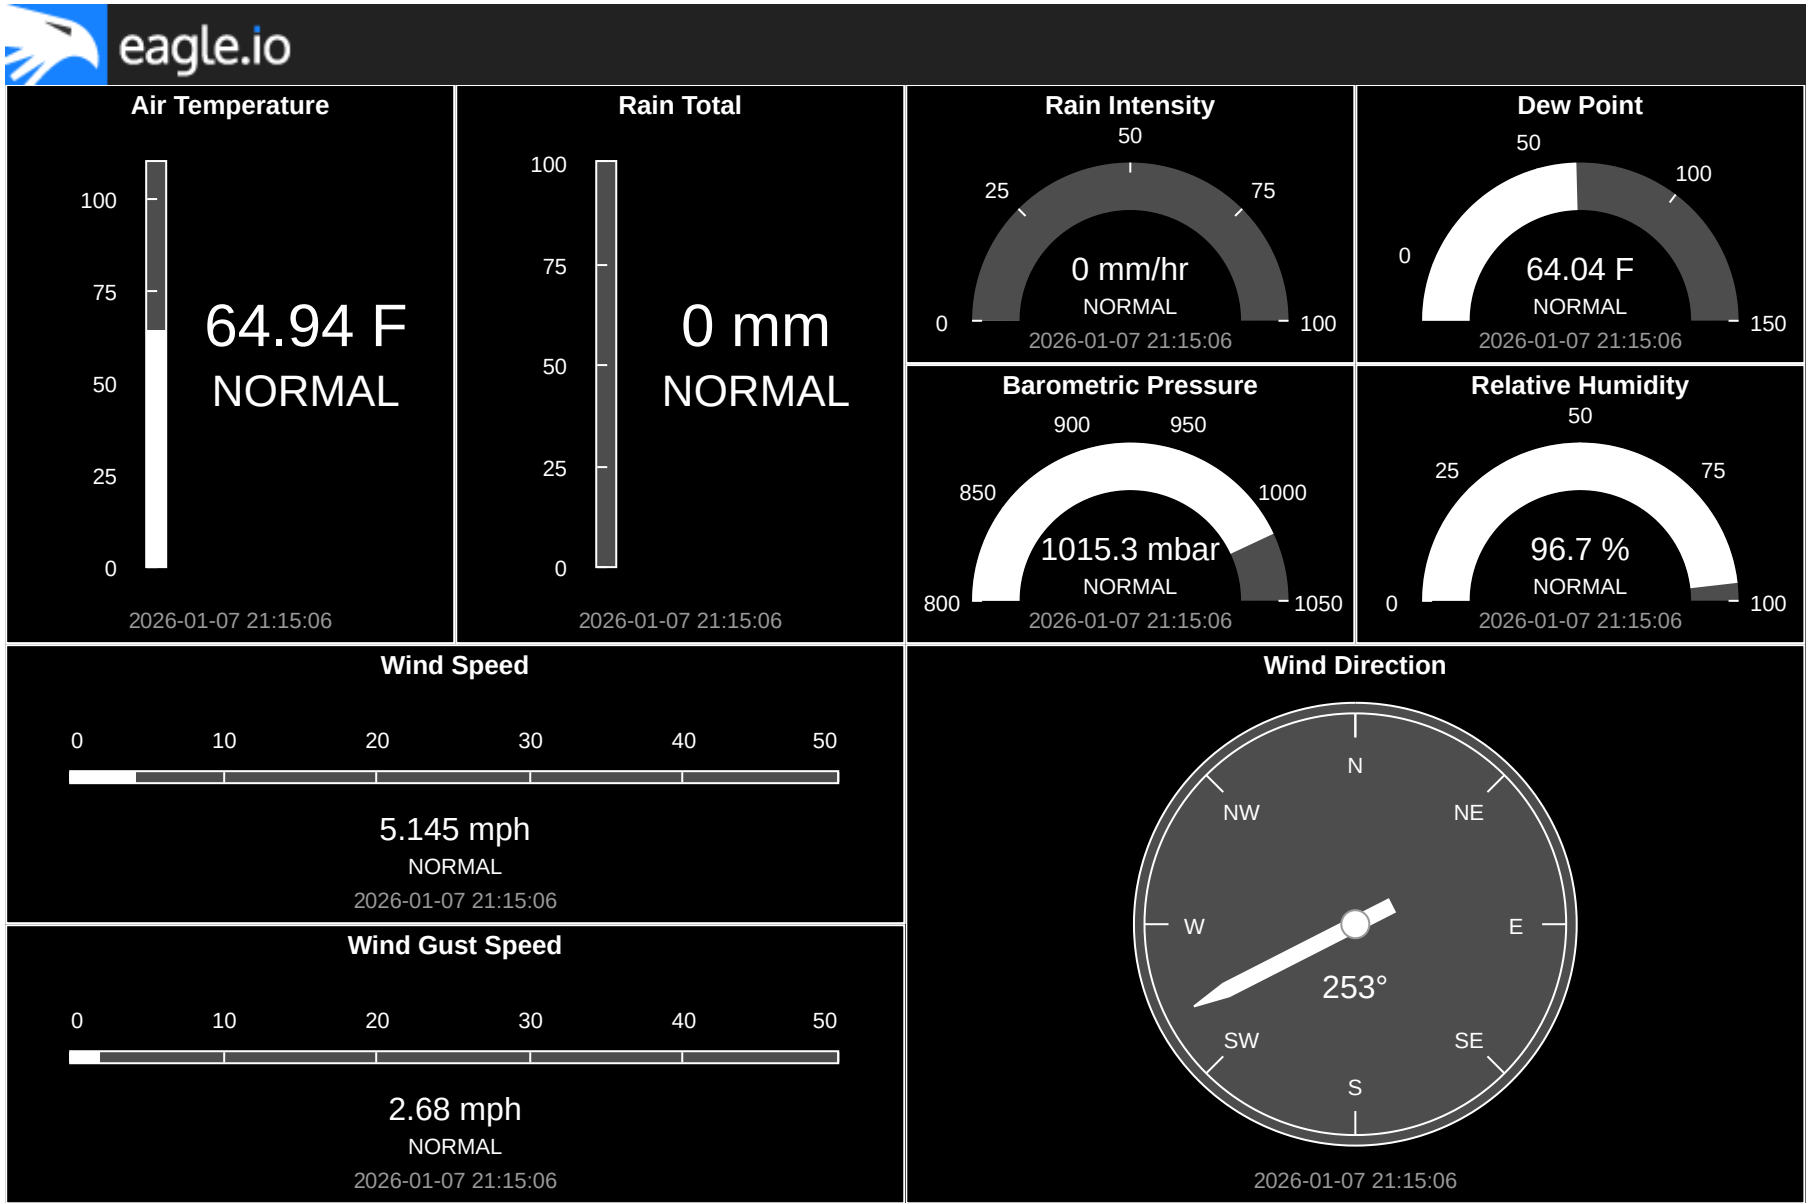 eagle.io
Air Temperature
100
75
50
25
0
64.94 F
NORMAL
2026-01-07 21:15:06
Rain Total
100
75
50
25
0
0 mm
NORMAL
2026-01-07 21:15:06
Rain Intensity
0
25
50
75
100
0 mm/hr
NORMAL
2026-01-07 21:15:06
Dew Point
0
50
100
150
64.04 F
NORMAL
2026-01-07 21:15:06
Barometric Pressure
800
850
900
950
1000
1050
1015.3 mbar
NORMAL
2026-01-07 21:15:06
Relative Humidity
0
25
50
75
100
96.7 %
NORMAL
2026-01-07 21:15:06
Wind Speed
0 10 20 30 40 50
5.145 mph
NORMAL
2026-01-07 21:15:06
Wind Gust Speed
0 10 20 30 40 50
2.68 mph
NORMAL
2026-01-07 21:15:06
Wind Direction
N
NW NE
W E
253°
SW SE
S
2026-01-07 21:15:06